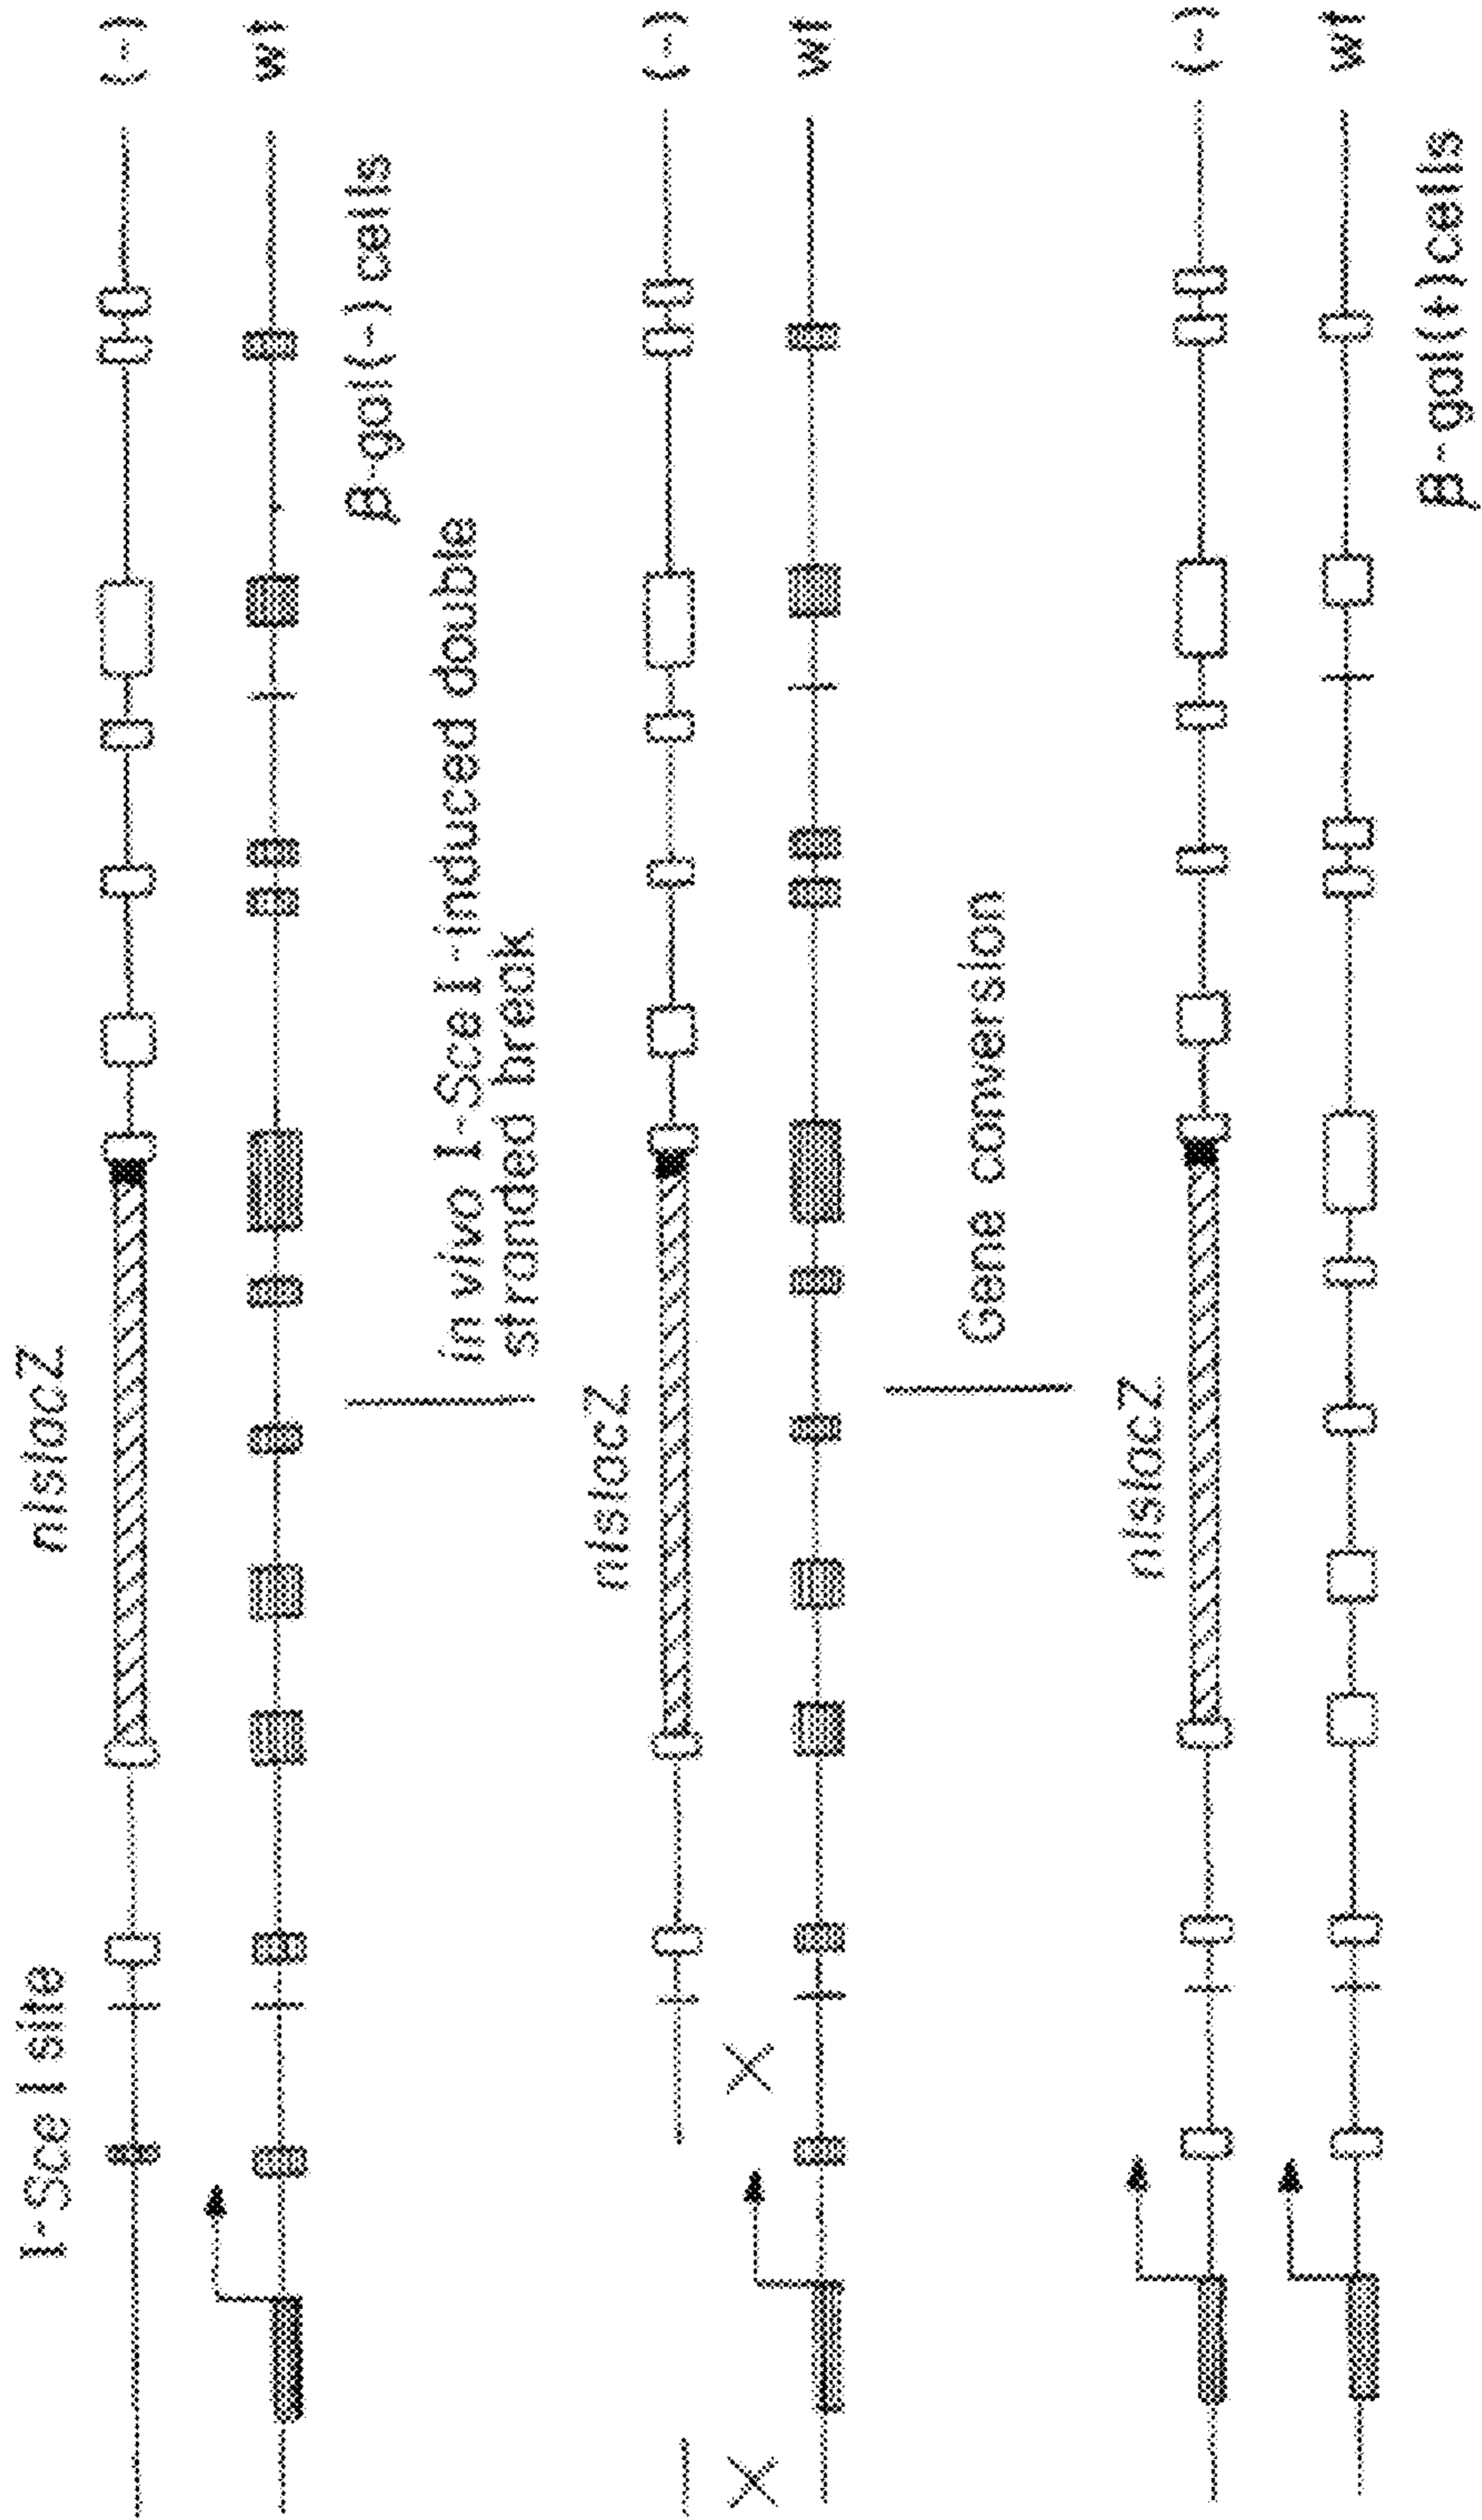 I-Sce I site
nlslacZ
(-)
wt
β-gal(-) cells
in vivo I-Sce I-induced double
stranded break
nlslacZ
(-)
wt
X
X
Gene conversion
nlslacZ
(-)
wt
β-gal(+) cells